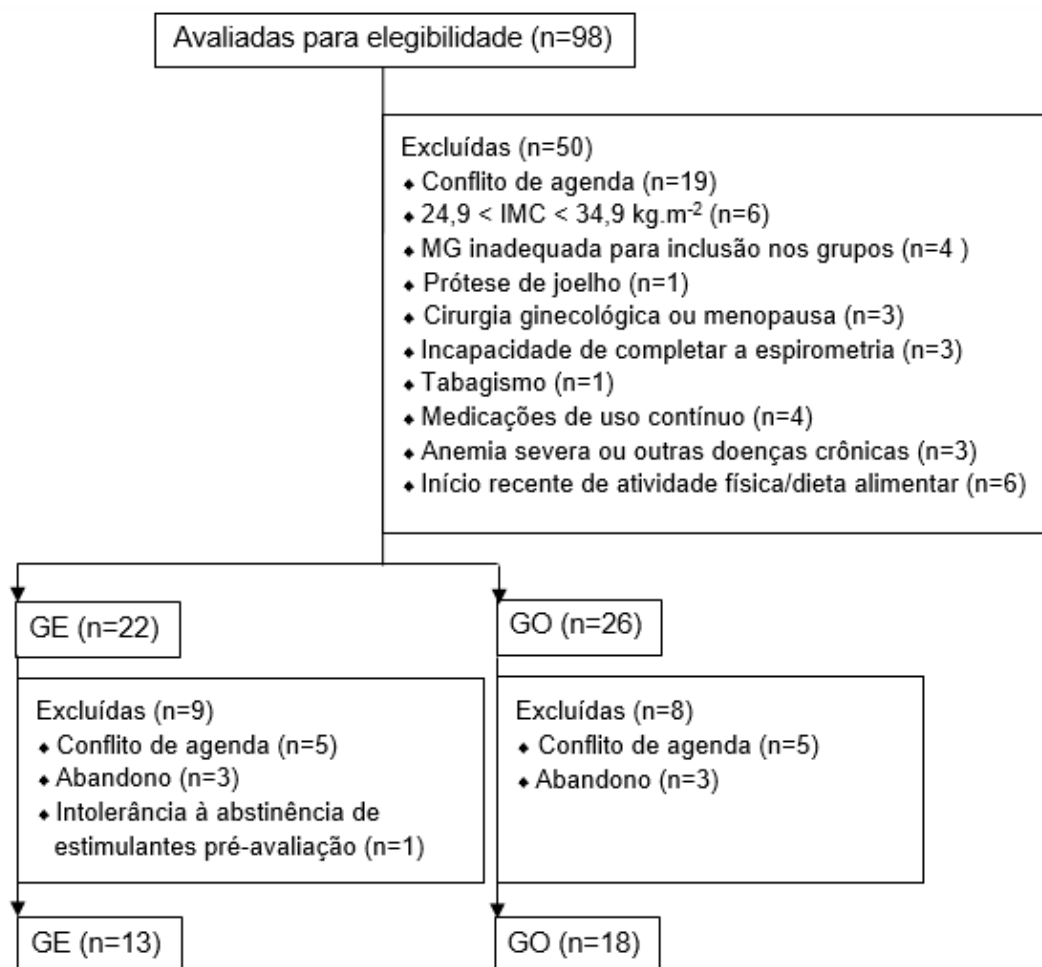 Avaliadas para elegibilidade (n=98)
Excluídas (n=50)
⬥ Conflito de agenda (n=19)
⬥ 24,9 < IMC < 34,9 kg.m⁻² (n=6)
⬥ MG inadequada para inclusão nos grupos (n=4 )
⬥ Prótese de joelho (n=1)
⬥ Cirurgia ginecológica ou menopausa (n=3)
⬥ Incapacidade de completar a espirometria (n=3)
⬥ Tabagismo (n=1)
⬥ Medicações de uso contínuo (n=4)
⬥ Anemia severa ou outras doenças crônicas (n=3)
⬥ Início recente de atividade física/dieta alimentar (n=6)
GE (n=22)
GO (n=26)
Excluídas (n=9)
⬥ Conflito de agenda (n=5)
⬥ Abandono (n=3)
⬥ Intolerância à abstinência de
estimulantes pré-avaliação (n=1)
Excluídas (n=8)
⬥ Conflito de agenda (n=5)
⬥ Abandono (n=3)
GE (n=13)
GO (n=18)